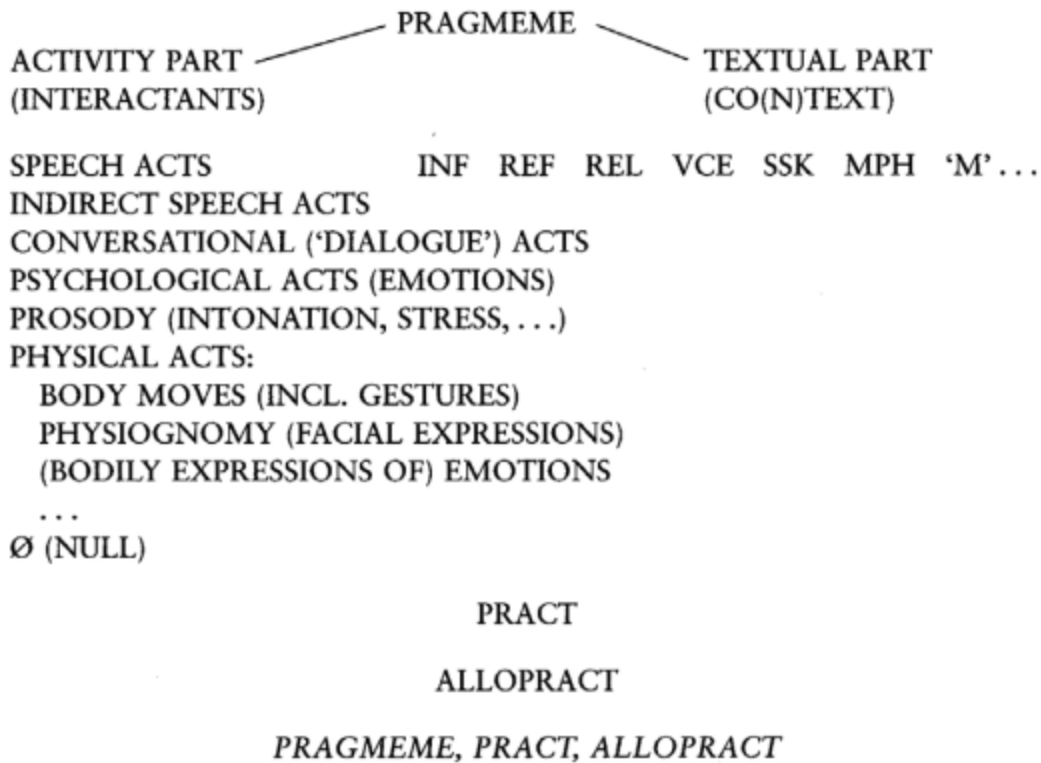 PRAGMEME
ACTIVITY PART
(INTERACTANTS)
TEXTUAL PART
(CO(N)TEXT)
SPEECH ACTS INF REF REL VCE SSK MPH ‘M’...
INDIRECT SPEECH ACTS
CONVERSATIONAL (‘DIALOGUE’) ACTS
PSYCHOLOGICAL ACTS (EMOTIONS)
PROSODY (INTONATION, STRESS, ...)
PHYSICAL ACTS:
BODY MOVES (INCL. GESTURES)
PHYSIOGNOMY (FACIAL EXPRESSIONS)
(BODILY EXPRESSIONS OF) EMOTIONS
...
Ø (NULL)
PRACT
ALLOPRACT
PRAGMEME, PRACT, ALLOPRACT